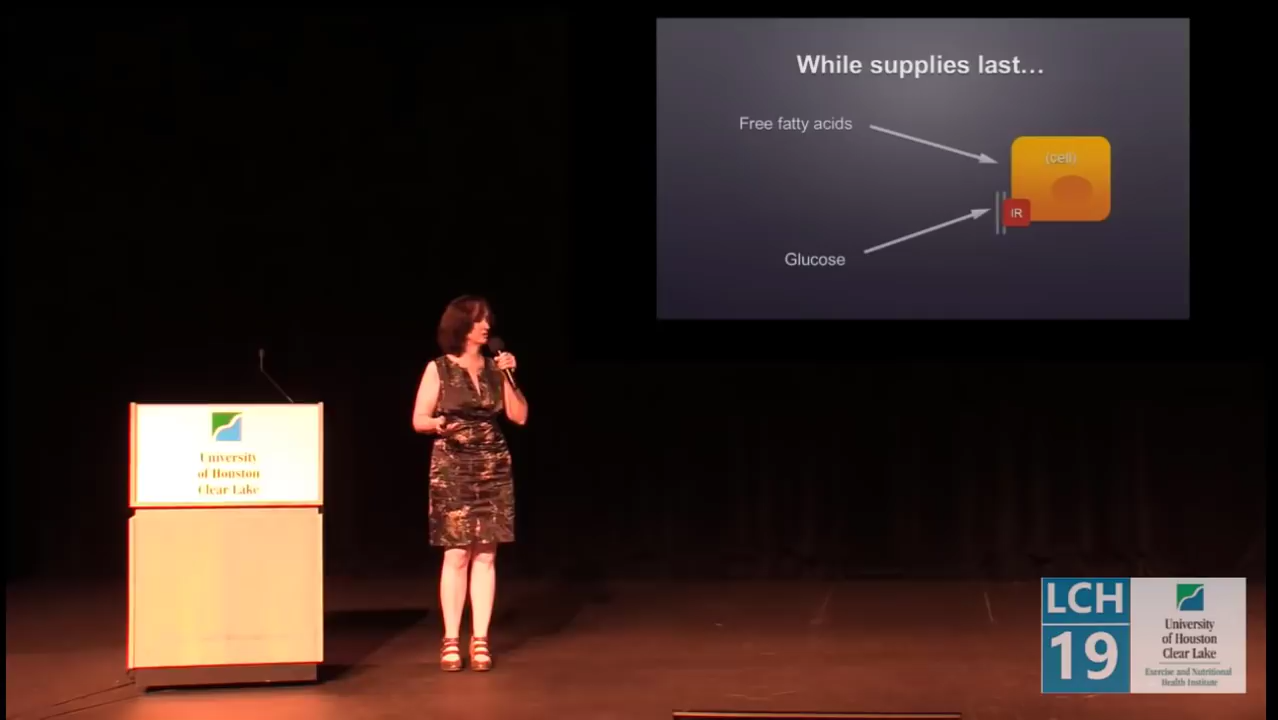 While supplies last...
Free fatty acids
(cell)
IR
Glucose
University
of Houston
Clear Lake
LCH
19
University
of Houston
Clear Lake
Exercise and Nutritional
Health Institute